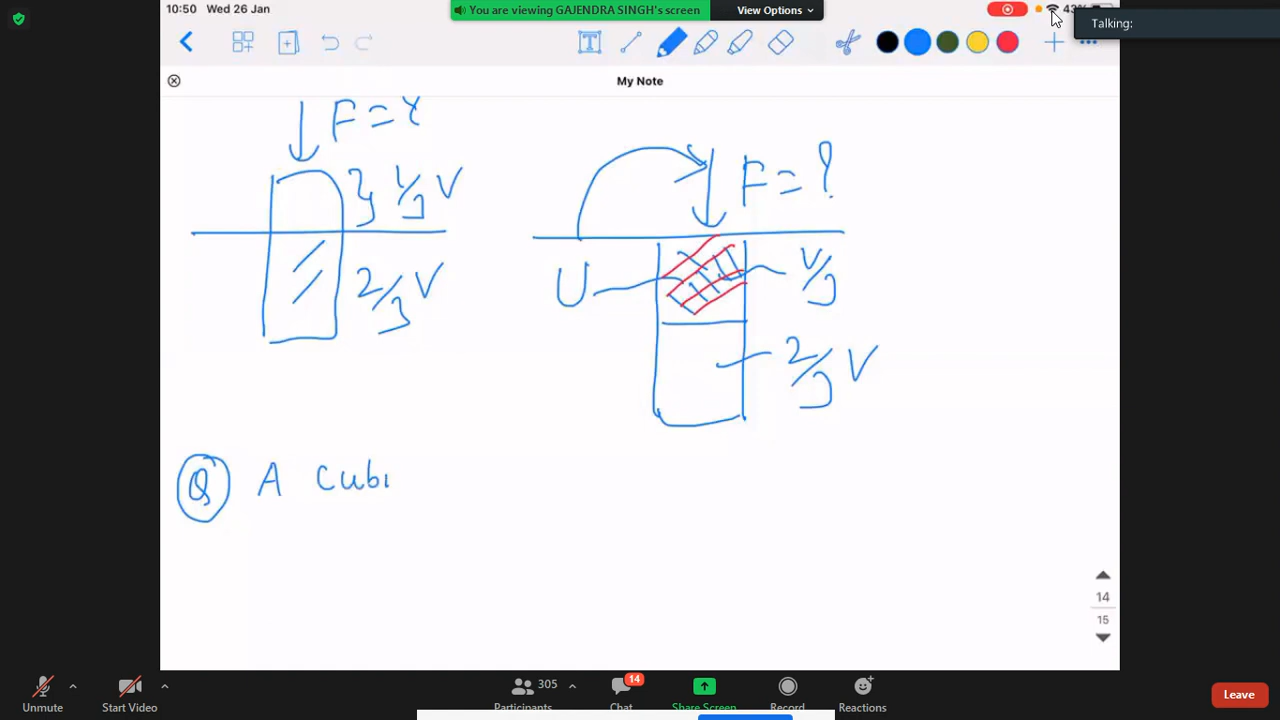 10:50 Wed 26 Jan
You are viewing GAJENDRA SINGH's screen
View Options
43%
Talking:
My Note
F = ?
1/3 V
2/3 V
F = ?
U
V/3
2/3 V
Q A Cubi
14
15
Unmute
Start Video
305
Participants
14
Chat
Share Screen
Record
Reactions
Leave